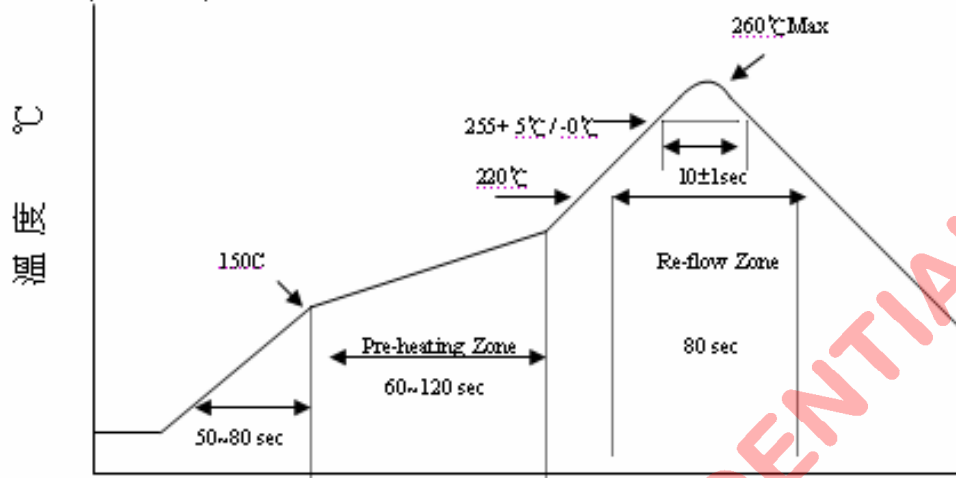 260℃Max
255+ 5℃/ -0℃
10±1sec
220℃
150C
Re-flow Zone
Pre-heating Zone
80 sec
60~120 sec
50~80 sec
温度 ℃